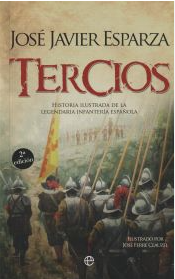 JOSÉ JAVIER ESPARZA
TERCIOS
HISTORIA ILUSTRADA DE LA
LEGENDARIA INFANTERÍA ESPAÑOLA
2ª
edición
ILUSTRADO POR
JOSÉ FERRE CLAUZEL